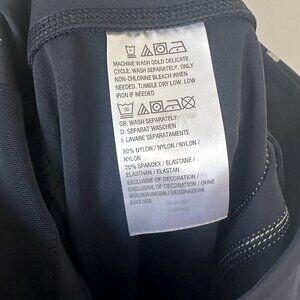 MACHINE WASH COLD DELICATE
CYCLE. WASH SEPARATELY. ONLY
NON-CHLORINE BLEACH WHEN
NEEDED. TUMBLE DRY LOW. LOW
IRON IF NEEDED
30
GB: WASH SEPARATELY
D: SEPARAT WASCHEN
I: LAVARE SEPARATAMENTE
80% NYLON / NYLON / NYLON /
NYLON
20% SPANDEX / ELASTANE /
ELASTHAN / ELASTAN
EXCLUSIVE OF DECORATION /
EXCLUSIVE OF DECORATION / OHNE
VERZIERUNGEN / DECORAZIONI
ESCLUSE